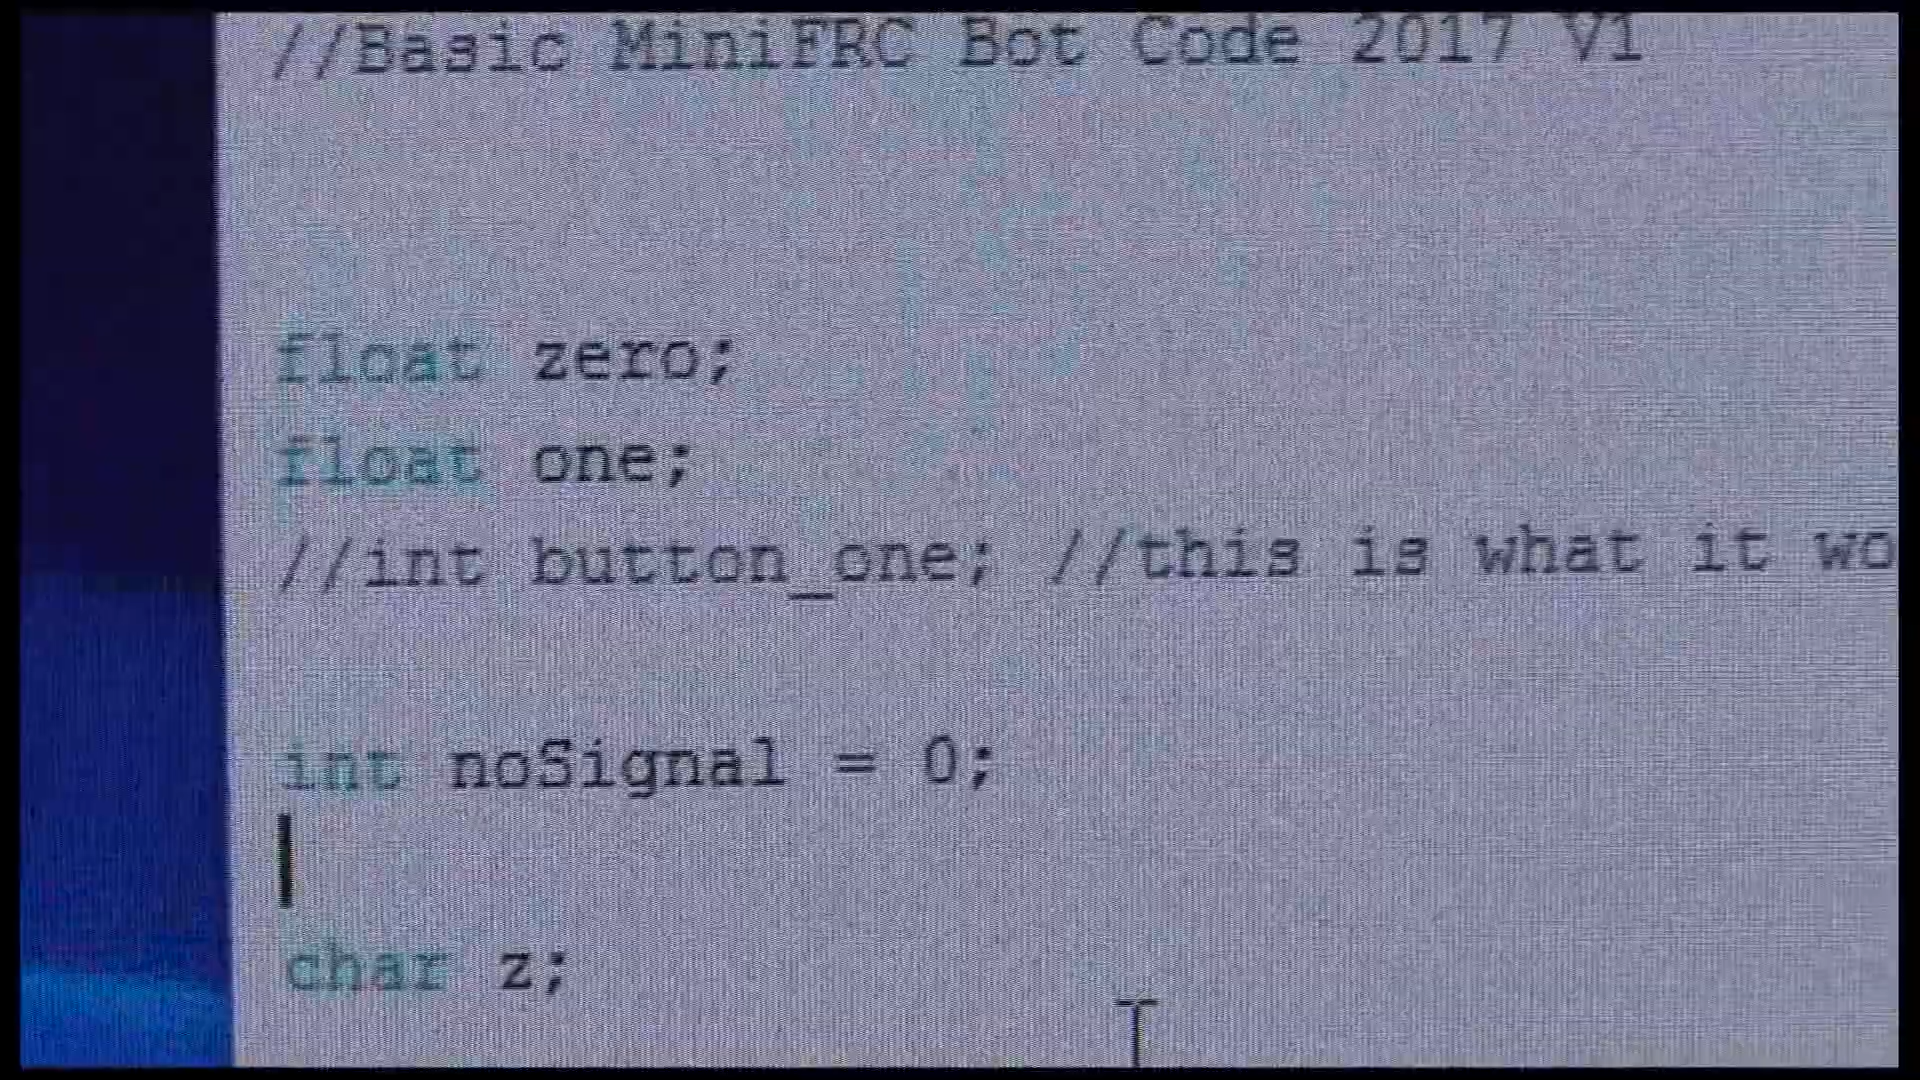 //Basic MiniFRC Bot Code 2017 V1
float zero;
float one;
//int button_one; //this is what it wo
int noSignal = 0;
char z;